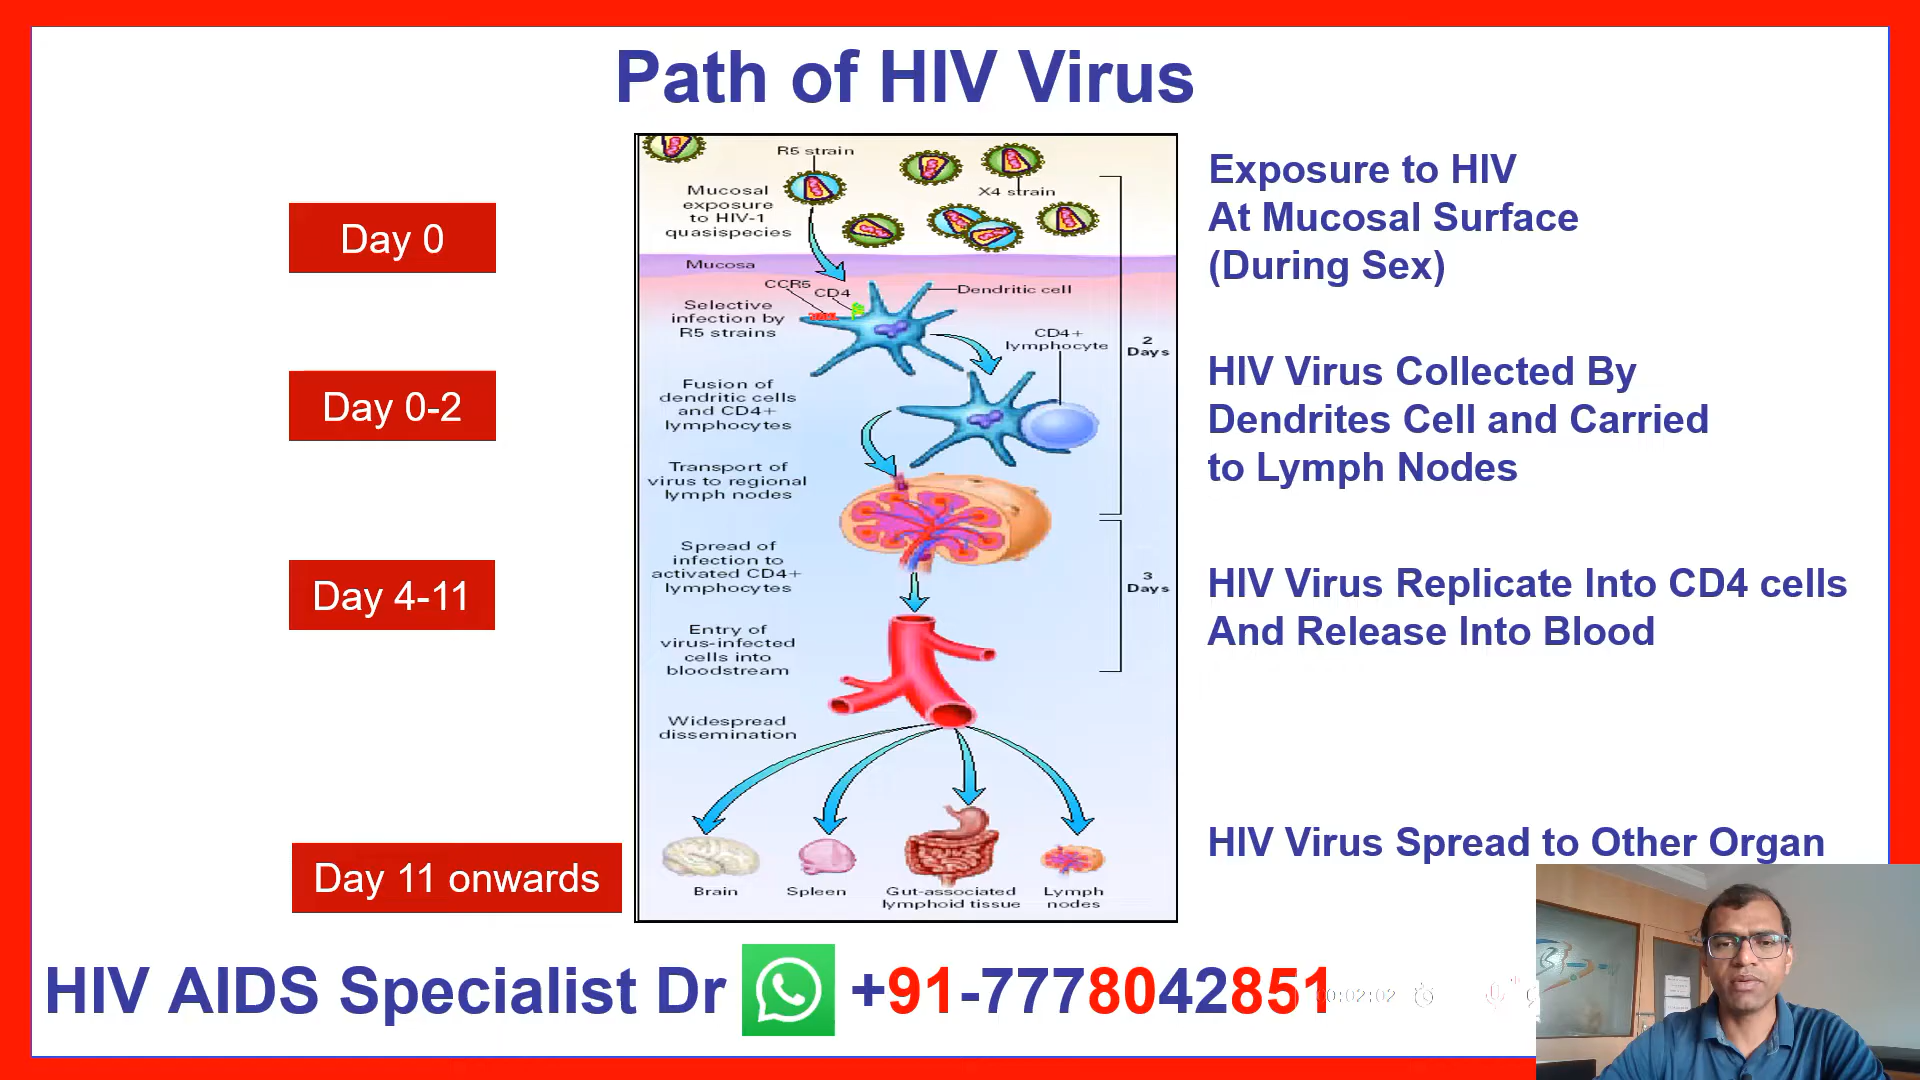 Path of HIV Virus
Day 0
Day 0-2
Day 4-11
Day 11 onwards
R5 strain
X4 strain
Mucosal
exposure
to HIV-1
quasispecies
Mucosa
CCR5
CD4
Dendritic cell
Selective
infection by
R5 strains
CD4+
lymphocyte
2
Days
Fusion of
dendritic cells
and CD4+
lymphocytes
Transport of
virus to regional
lymph nodes
Spread of
infection to
activated CD4+
lymphocytes
3
Days
Entry of
virus-infected
cells into
bloodstream
Widespread
dissemination
Brain
Spleen
Gut-associated
lymphoid tissue
Lymph
nodes
Exposure to HIV
At Mucosal Surface
(During Sex)
HIV Virus Collected By
Dendrites Cell and Carried
to Lymph Nodes
HIV Virus Replicate Into CD4 cells
And Release Into Blood
HIV Virus Spread to Other Organ
HIV AIDS Specialist Dr +91-7778042851
00:02:02